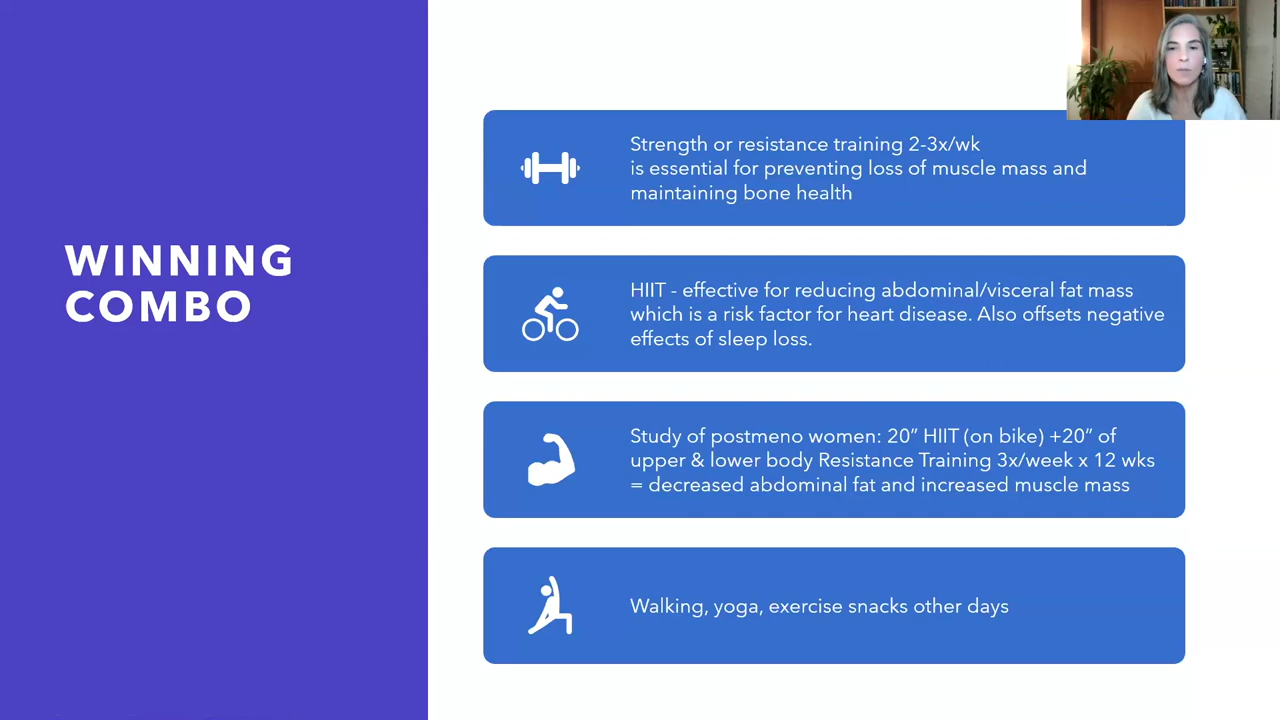 WINNING
COMBO
Strength or resistance training 2-3x/wk
is essential for preventing loss of muscle mass and
maintaining bone health
HIIT - effective for reducing abdominal/visceral fat mass
which is a risk factor for heart disease. Also offsets negative
effects of sleep loss.
Study of postmeno women: 20” HIIT (on bike) +20” of
upper & lower body Resistance Training 3x/week x 12 wks
= decreased abdominal fat and increased muscle mass
Walking, yoga, exercise snacks other days